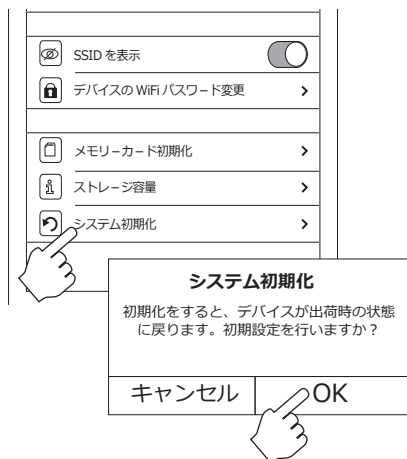 SSID を表示
デバイスの WiFi パスワード変更
メモリーカード初期化
ストレージ容量
システム初期化
システム初期化
初期化をすると、デバイスが出荷時の状態
に戻ります。初期設定を行いますか？
キャンセル
OK